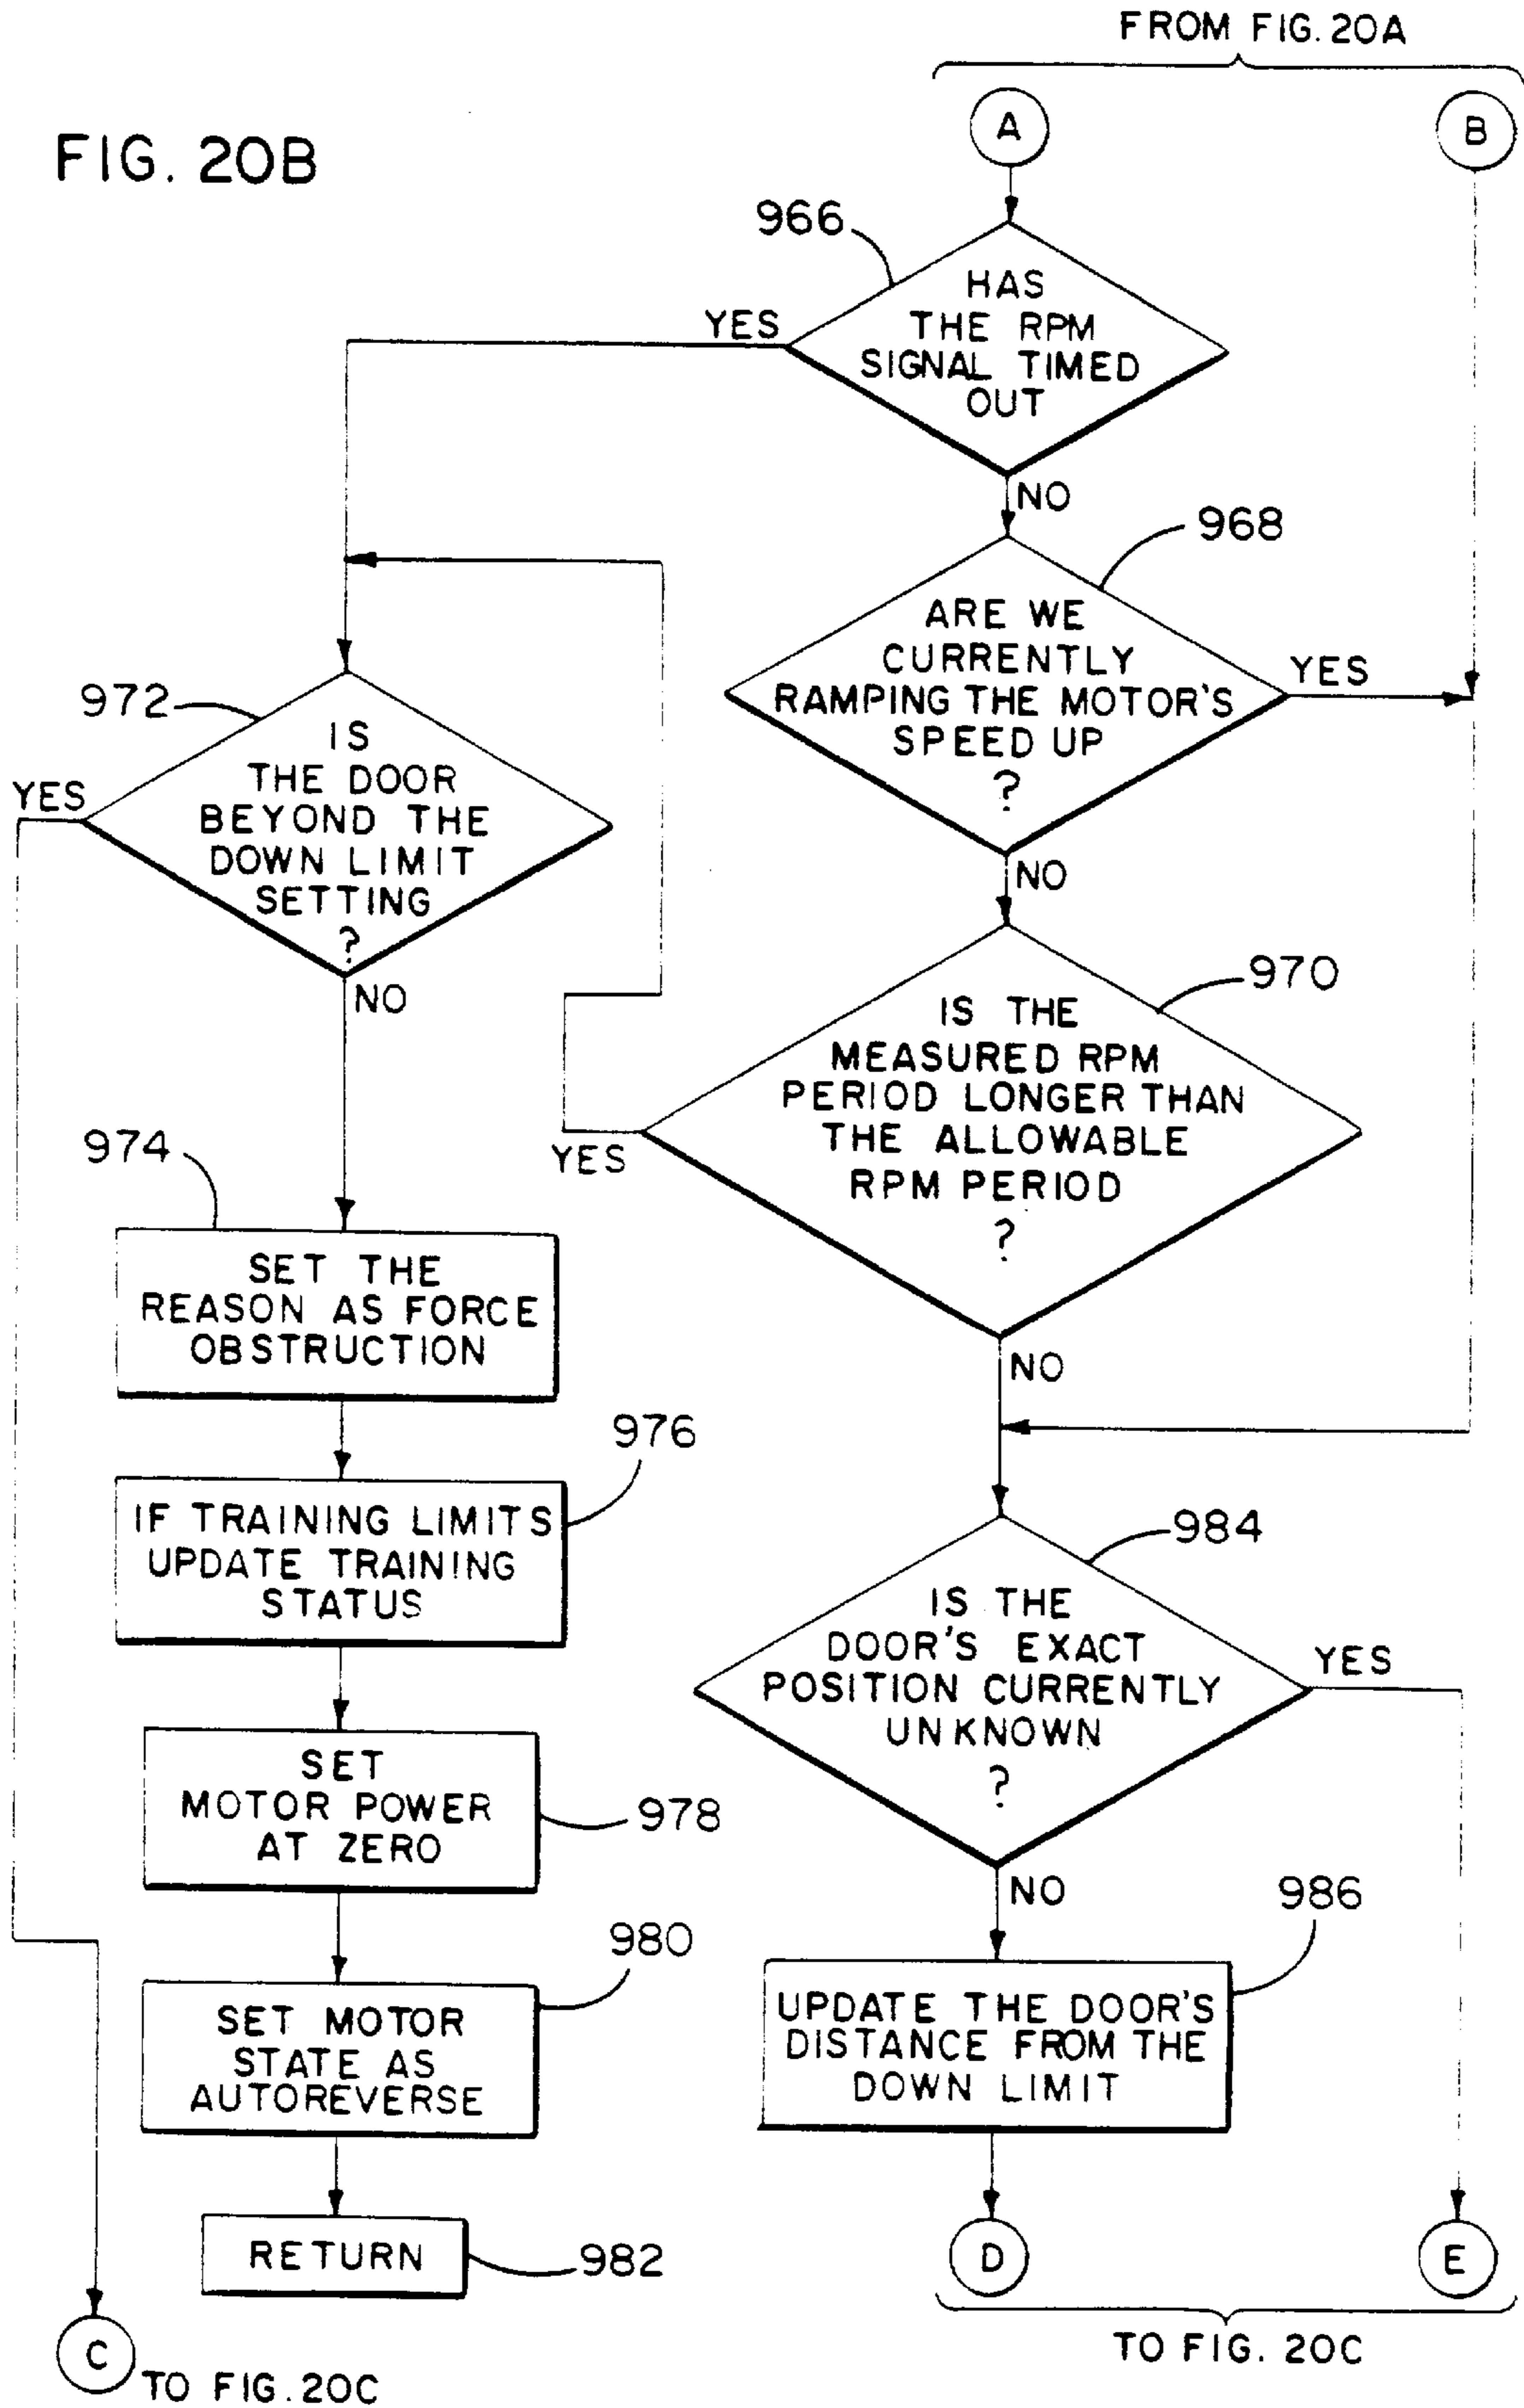 FROM FIG. 20A
FIG. 20B
A
B
966
HAS
THE RPM
SIGNAL TIMED
OUT
YES
NO
968
ARE WE
CURRENTLY
RAMPING THE MOTOR'S
SPEED UP
?
YES
NO
972
IS
THE DOOR
BEYOND THE
DOWN LIMIT
SETTING
?
YES
NO
970
IS THE
MEASURED RPM
PERIOD LONGER THAN
THE ALLOWABLE
RPM PERIOD
?
YES
NO
974
SET THE
REASON AS FORCE
OBSTRUCTION
976
IF TRAINING LIMITS
UPDATE TRAINING
STATUS
984
IS THE
DOOR'S EXACT
POSITION CURRENTLY
UNKNOWN
?
YES
NO
SET
MOTOR POWER
AT ZERO
978
980
SET MOTOR
STATE AS
AUTOREVERSE
986
UPDATE THE DOOR'S
DISTANCE FROM THE
DOWN LIMIT
RETURN
982
D
E
TO FIG. 20C
C
TO FIG. 20C